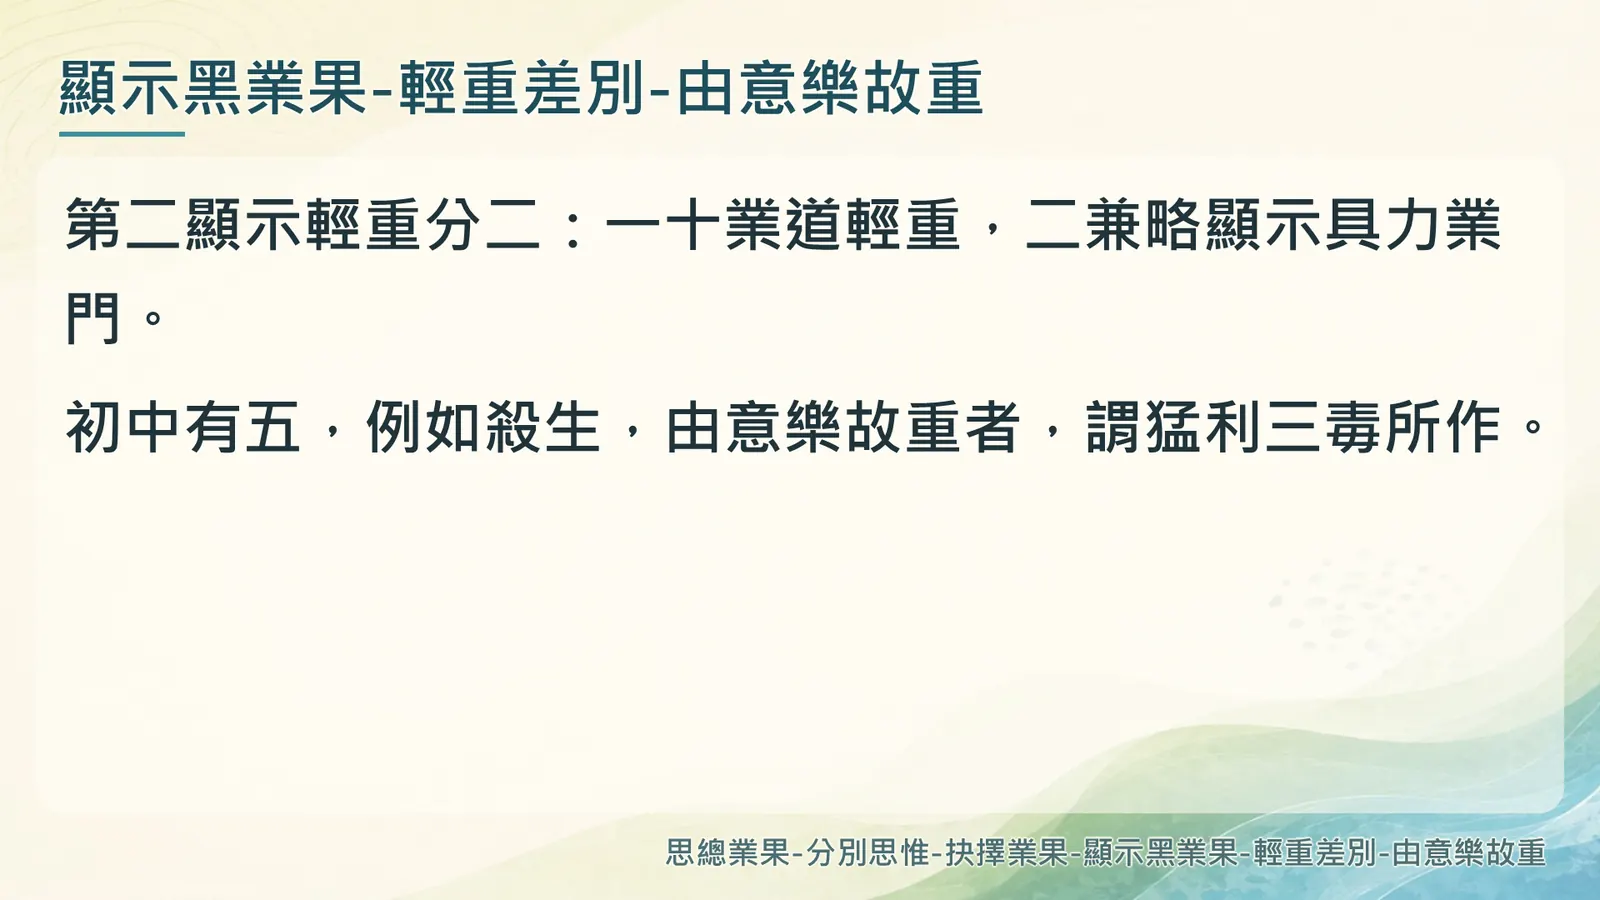 顯示黑業果-輕重差別-由意樂故重
第二顯示輕重分二：一十業道輕重，二兼略顯示具力業
門。
初中有五，例如殺生，由意樂故重者，謂猛利三毒所作。
思總業果-分別思惟-抉擇業果-顯示黑業果-輕重差別-由意樂故重